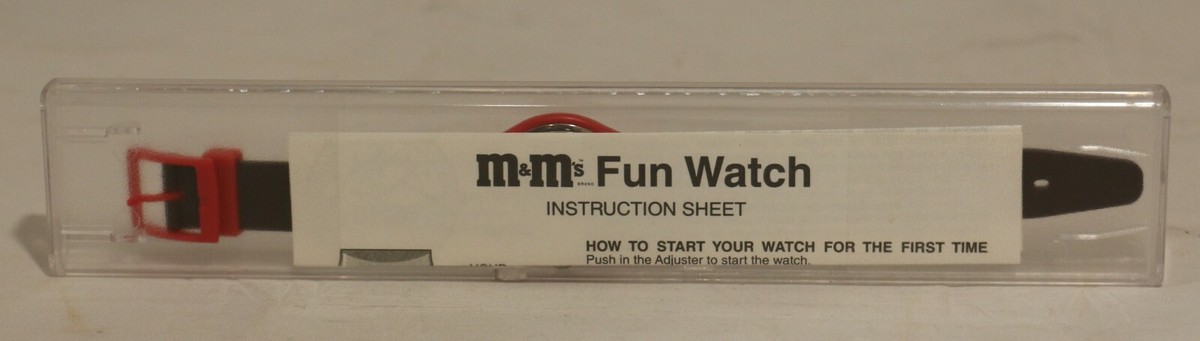 m&m's BRAND Fun Watch
INSTRUCTION SHEET
HOW TO START YOUR WATCH FOR THE FIRST TIME
Push in the Adjuster to start the watch.